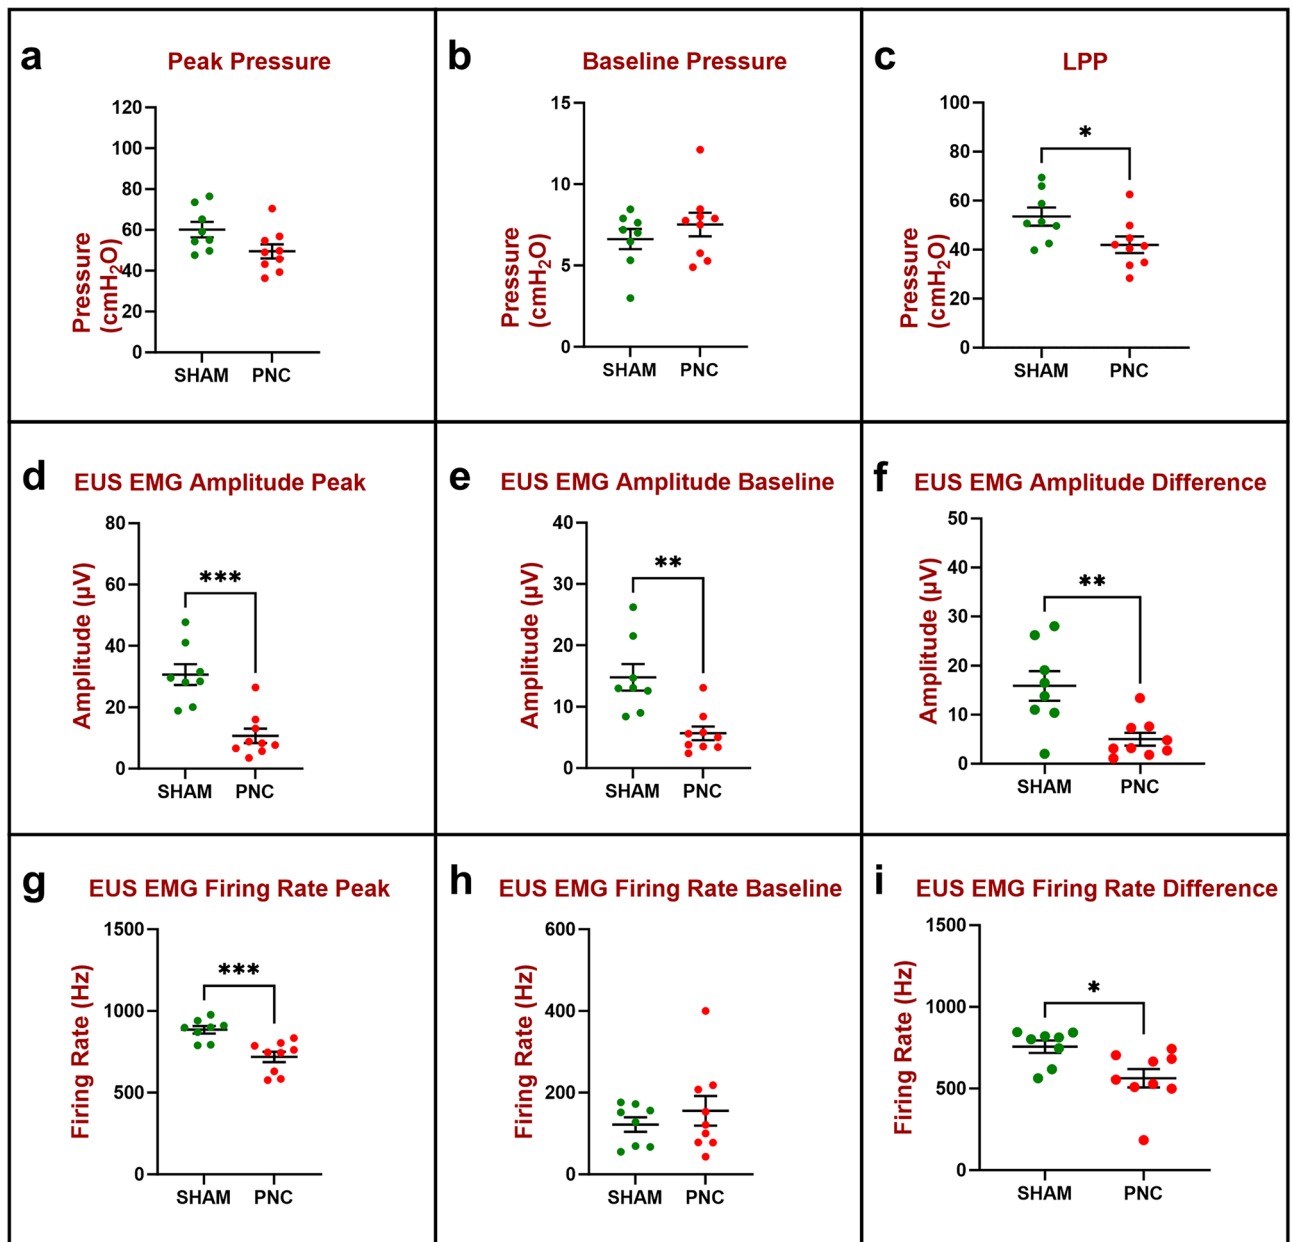 a
Peak Pressure
120
100
80
60
40
20
0
Pressure
(cmH₂O)
SHAM PNC
b
Baseline Pressure
15
10
5
0
Pressure
(cmH₂O)
SHAM PNC
c
LPP
100
80
60
40
20
0
Pressure
(cmH₂O)
*
SHAM PNC
d
EUS EMG Amplitude Peak
80
60
40
20
0
Amplitude (µV)
***
SHAM PNC
e
EUS EMG Amplitude Baseline
40
30
20
10
0
Amplitude (µV)
**
SHAM PNC
f
EUS EMG Amplitude Difference
50
40
30
20
10
0
Amplitude (µV)
**
SHAM PNC
g
EUS EMG Firing Rate Peak
1500
1000
500
0
Firing Rate (Hz)
***
SHAM PNC
h
EUS EMG Firing Rate Baseline
600
400
200
0
Firing Rate (Hz)
SHAM PNC
i
EUS EMG Firing Rate Difference
1500
1000
500
0
Firing Rate (Hz)
*
SHAM PNC